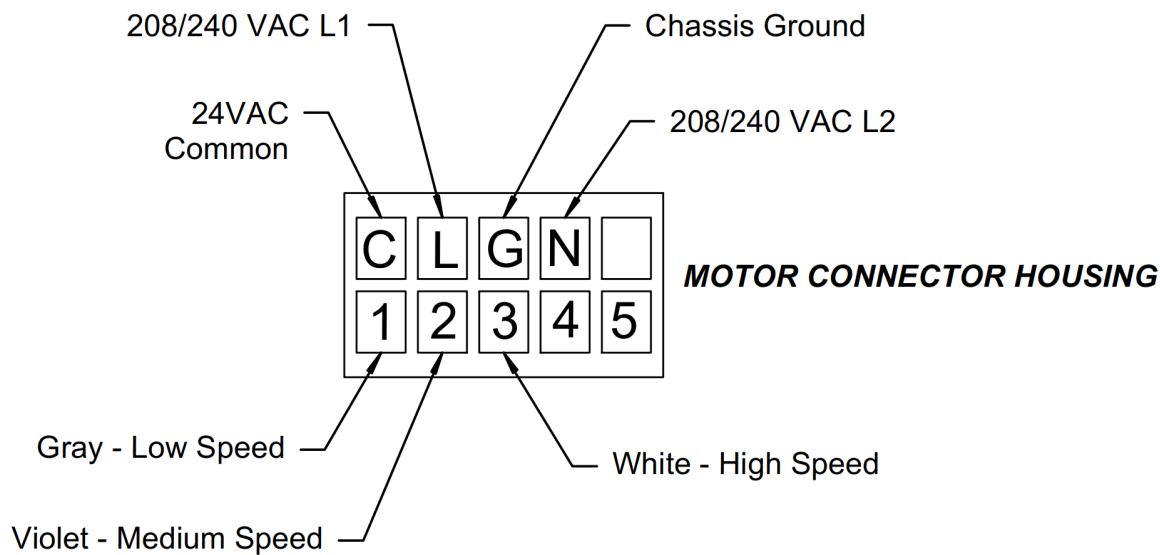 208/240 VAC L1
Chassis Ground
24VAC
Common
208/240 VAC L2
C L G N
MOTOR CONNECTOR HOUSING
1 2 3 4 5
Gray - Low Speed
White - High Speed
Violet - Medium Speed